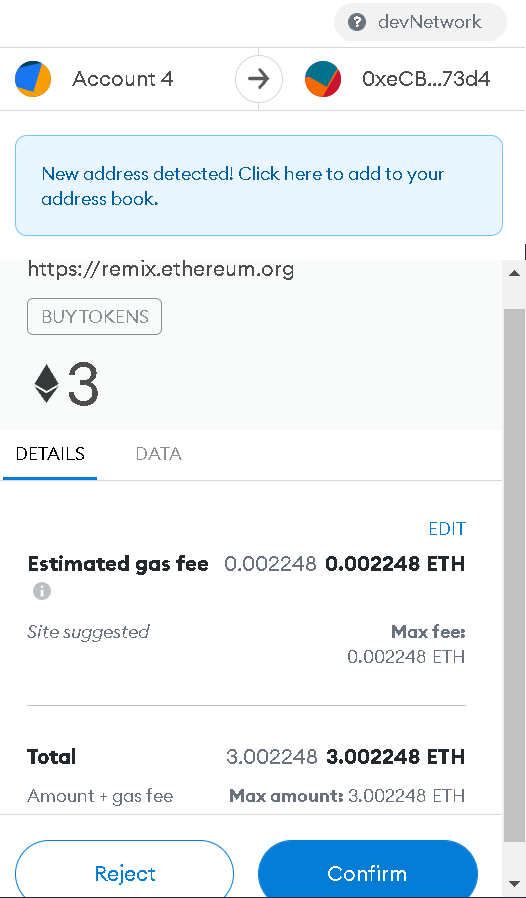 devNetwork
Account 4
0xeCB...73d4
New address detected! Click here to add to your
address book.
https://remix.ethereum.org
BUYTOKENS
3
DETAILS
DATA
EDIT
Estimated gas fee 0.002248 0.002248 ETH
Site suggested
Max fee:
0.002248 ETH
Total 3.002248 3.002248 ETH
Amount + gas fee Max amount: 3.002248 ETH
Reject
Confirm